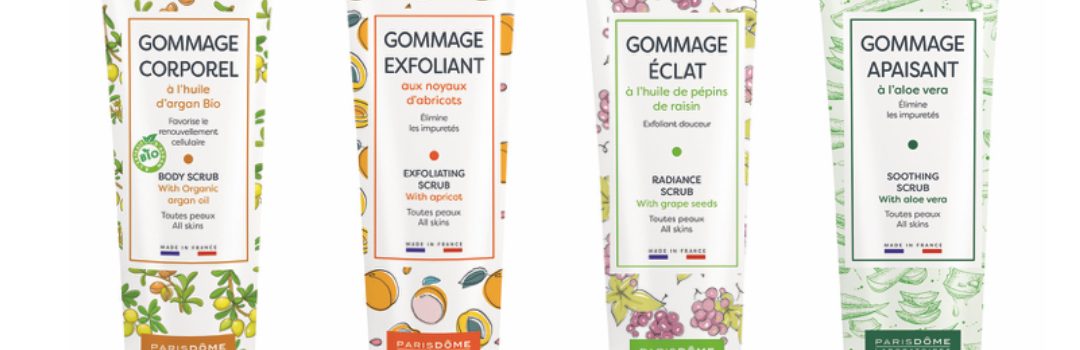 GOMMAGE
CORPOREL
à l'huile
d'argan Bio
Favorise le
renouvellement
cellulaire
BIO
BODY SCRUB
With Organic
argan oil
Toutes peaux
All skins
MADE IN FRANCE
PARISDÔME
GOMMAGE
EXFOLIANT
aux noyaux
d'abricots
Élimine
les impuretés
EXFOLIATING
SCRUB
With apricot
Toutes peaux
All skins
MADE IN FRANCE
PARISDÔME
GOMMAGE
ÉCLAT
à l'huile de pépins
de raisin
Exfoliant douceur
RADIANCE
SCRUB
With grape seeds
Toutes peaux
All skins
MADE IN FRANCE
PARISDÔME
GOMMAGE
APAISANT
à l'aloe vera
Élimine
les impuretés
SOOTHING
SCRUB
With aloe vera
Toutes peaux
All skins
MADE IN FRANCE
PARISDÔME